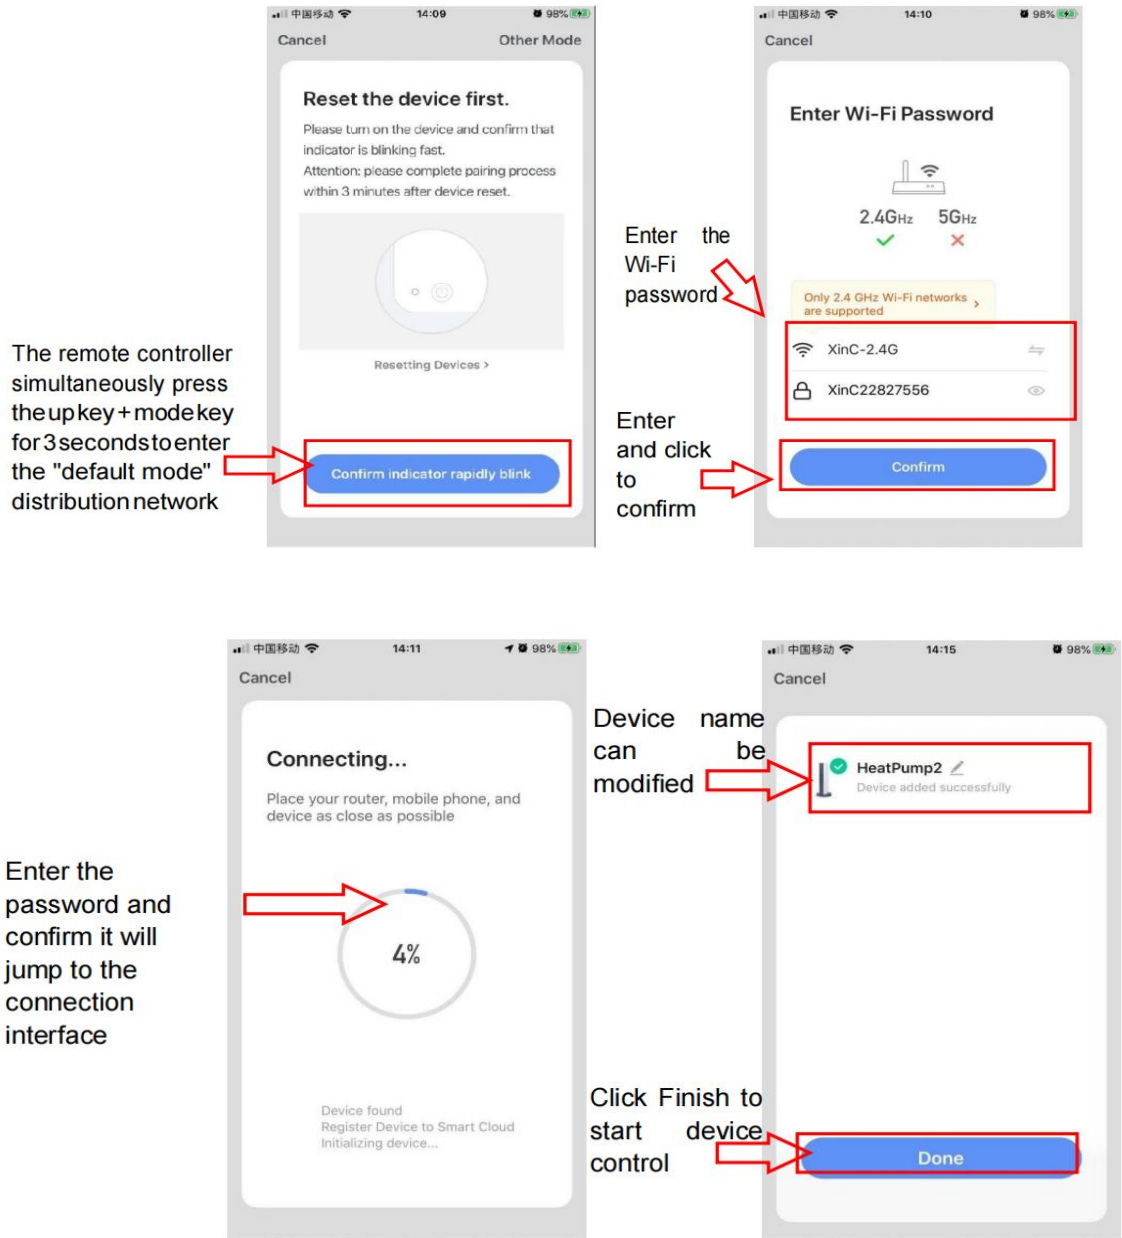 中国移动 14:09 98%
Cancel Other Mode
Reset the device first.
Please turn on the device and confirm that
indicator is blinking fast.
Attention: please complete pairing process
within 3 minutes after device reset.
Resetting Devices >
Confirm indicator rapidly blink
The remote controller
simultaneously press
the up key + mode key
for 3 seconds to enter
the "default mode"
distribution network
中国移动 14:10 98%
Cancel
Enter Wi-Fi Password
2.4GHz 5GHz
Only 2.4 GHz Wi-Fi networks >
are supported
XinC-2.4G
XinC22827556
Confirm
Enter the
Wi-Fi
password
Enter
and click
to
confirm
中国移动 14:11 98%
Cancel
Connecting...
Place your router, mobile phone, and
device as close as possible
4%
Device found
Register Device to Smart Cloud
Initializing device...
Enter the
password and
confirm it will
jump to the
connection
interface
中国移动 14:15 98%
Cancel
HeatPump2
Device added successfully
Done
Device name
can be
modified
Click Finish to
start device
control